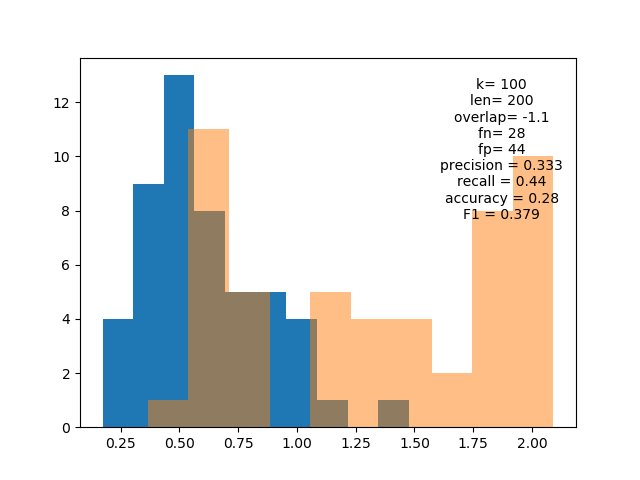 k= 100
len= 200
overlap= -1.1
fn= 28
fp= 44
precision = 0.333
recall = 0.44
accuracy = 0.28
F1 = 0.379
12
10
8
6
4
2
0
0.25 0.50 0.75 1.00 1.25 1.50 1.75 2.00